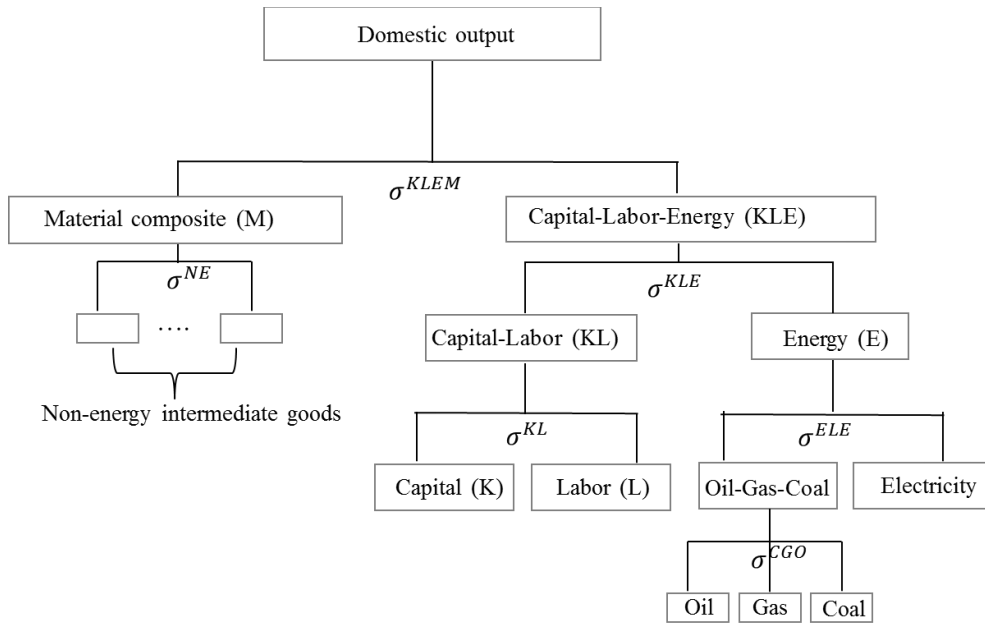 Domestic output
σ^KLEM
Material composite (M)
Capital-Labor-Energy (KLE)
σ^NE
σ^KLE
....
Capital-Labor (KL)
Energy (E)
Non-energy intermediate goods
σ^KL
σ^ELE
Capital (K)
Labor (L)
Oil-Gas-Coal
Electricity
σ^CGO
Oil
Gas
Coal